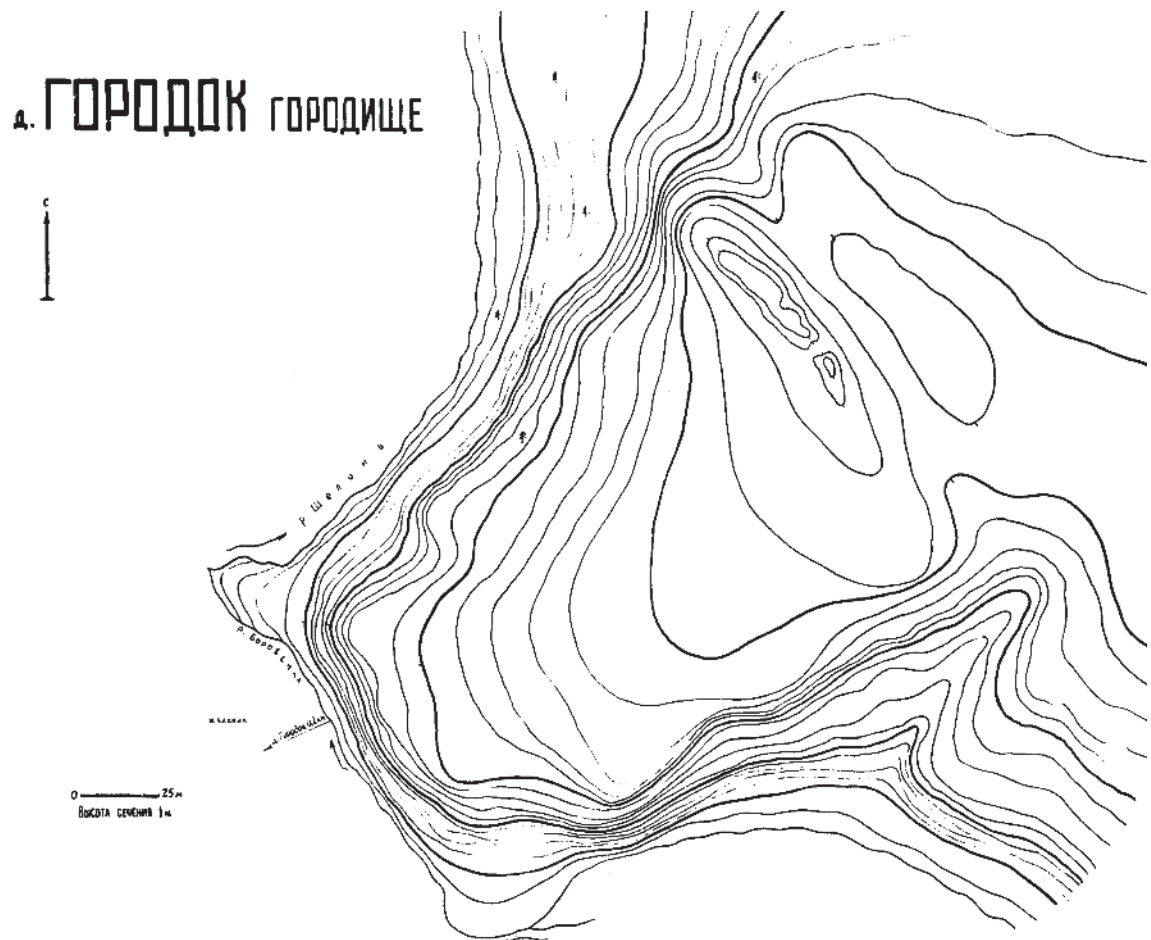 д. ГОРОДОК ГОРОДИЩЕ
С
Р. Шелонь
Р. Боровенка
0 25 м
Высота сечения 1 м